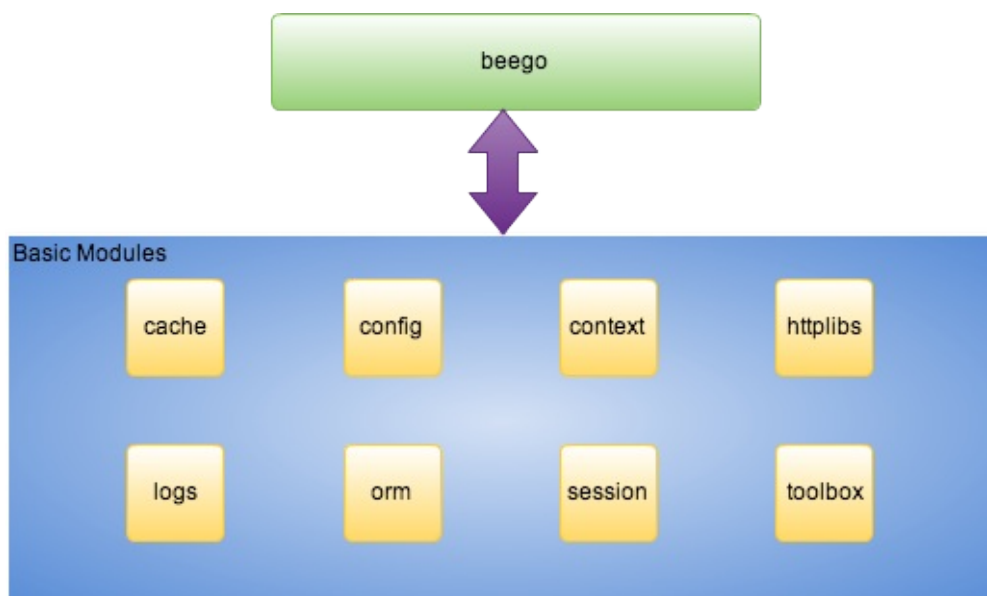 beego
Basic Modules
cache
config
context
httplibs
logs
orm
session
toolbox